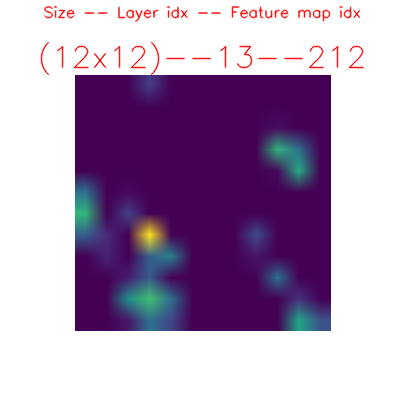 Size -- Layer idx -- Feature map idx
(12x12)--13--212